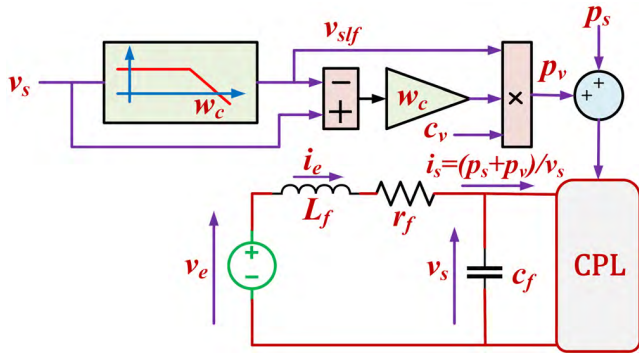 v_slf
p_s
v_s
w_c
−
+
w_c
c_v
×
p_v
+
+
i_e
i_s=(p_s+p_v)/v_s
L_f
r_f
v_e
+
−
v_s
c_f
CPL